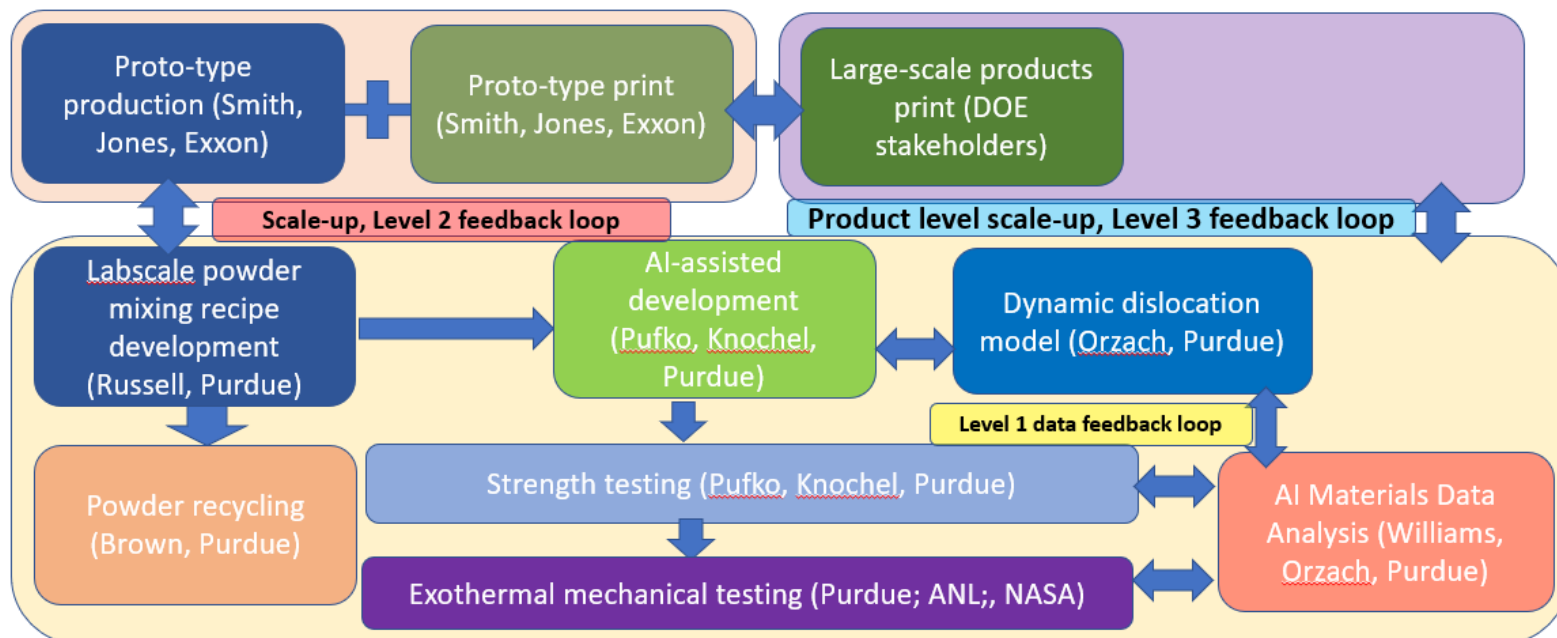 Proto-type
production (Smith,
Jones, Exxon)
Proto-type print
(Smith, Jones, Exxon)
Large-scale products
print (DOE
stakeholders)
Scale-up, Level 2 feedback loop
Product level scale-up, Level 3 feedback loop
Labscale powder
mixing recipe
development
(Russell, Purdue)
AI-assisted
development
(Pufko, Knochel,
Purdue)
Dynamic dislocation
model (Orzach, Purdue)
Level 1 data feedback loop
Powder recycling
(Brown, Purdue)
Strength testing (Pufko, Knochel, Purdue)
AI Materials Data
Analysis (Williams,
Orzach, Purdue)
Exothermal mechanical testing (Purdue; ANL;, NASA)